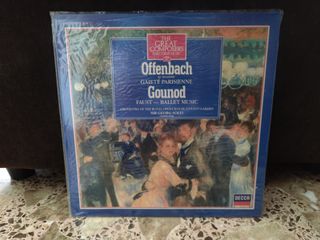 THE
GREAT
COMPOSERS
Offenbach
GAIETÉ PARISIENNE
Gounod
FAUST — BALLET MUSIC
ORCHESTRA OF THE ROYAL OPERA HOUSE, COVENT GARDEN
SIR GEORG SOLTI
DECCA